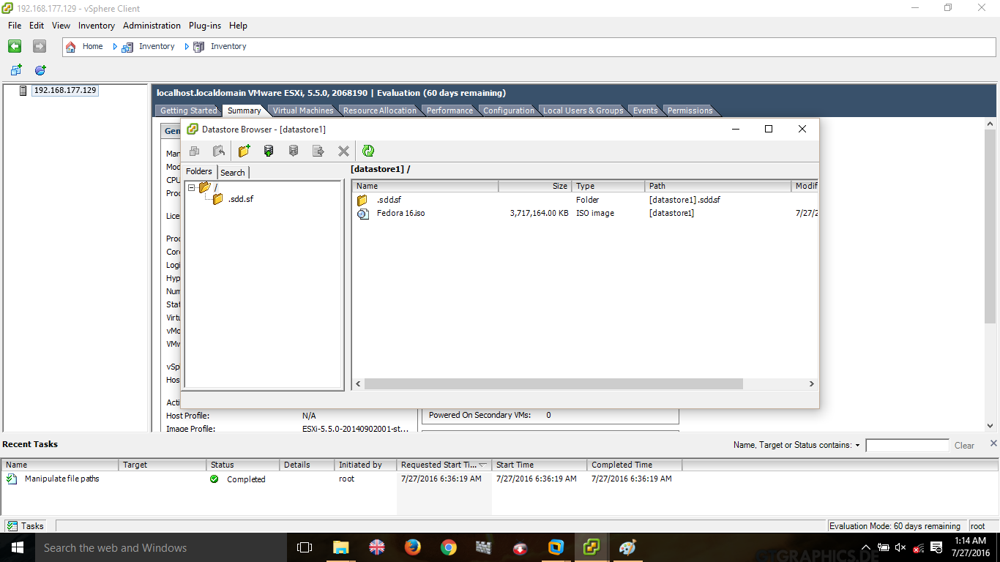 192.168.177.129 - vSphere Client
File Edit View Inventory Administration Plug-ins Help
Home Inventory Inventory
192.168.177.129
localhost.localdomain VMware ESXi, 5.5.0, 2068190 | Evaluation (60 days remaining)
Getting Started Summary Virtual Machines Resource Allocation Performance Configuration Local Users & Groups Events Permissions
Gen
Datastore Browser - [datastore1]
Man
Mod
CPU
Proc
Lice
Proc
Core
Logi
Hyp
Num
Stat
Virtu
vMo
VMw
vSp
Hos
Acti
Folders Search
[datastore1] /
/
.sdd.sf
Name Size Type Path Modif
.sdd.sf Folder [datastore1] .sdd.sf
Fedora 16.iso 3,717,164.00 KB ISO image [datastore1] 7/27/2
Host Profile: N/A
Image Profile: ESXi-5.5.0-20140902001-st...
Powered On Secondary VMs: 0
Recent Tasks
Name, Target or Status contains: Clear
Name Target Status Details Initiated by Requested Start Ti... Start Time Completed Time
Manipulate file paths Completed root 7/27/2016 6:36:19 AM 7/27/2016 6:36:19 AM 7/27/2016 6:36:19 AM
Tasks Evaluation Mode: 60 days remaining root
Search the web and Windows
1:14 AM
7/27/2016
GTGRAPHICS.DE